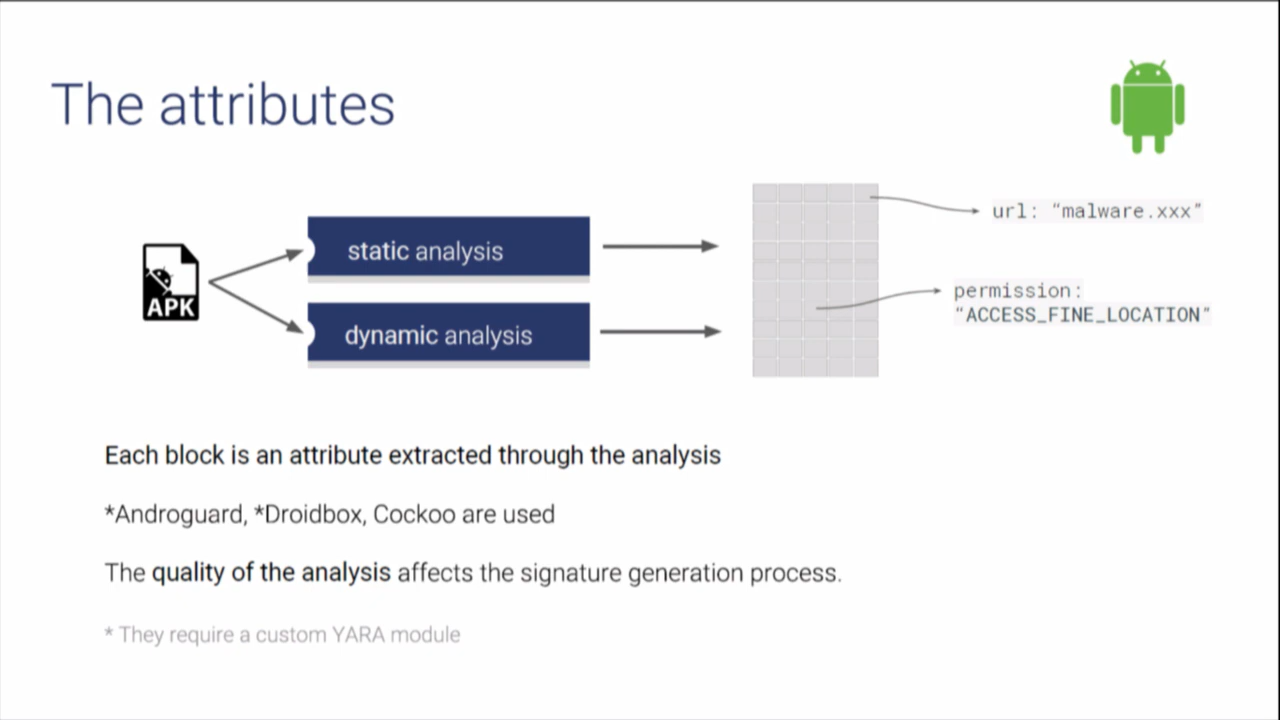 The attributes
APK
static analysis
dynamic analysis
url: “malware.xxx”
permission:
“ACCESS_FINE_LOCATION”
Each block is an attribute extracted through the analysis
*Androguard, *Droidbox, Cockoo are used
The quality of the analysis affects the signature generation process.
* They require a custom YARA module